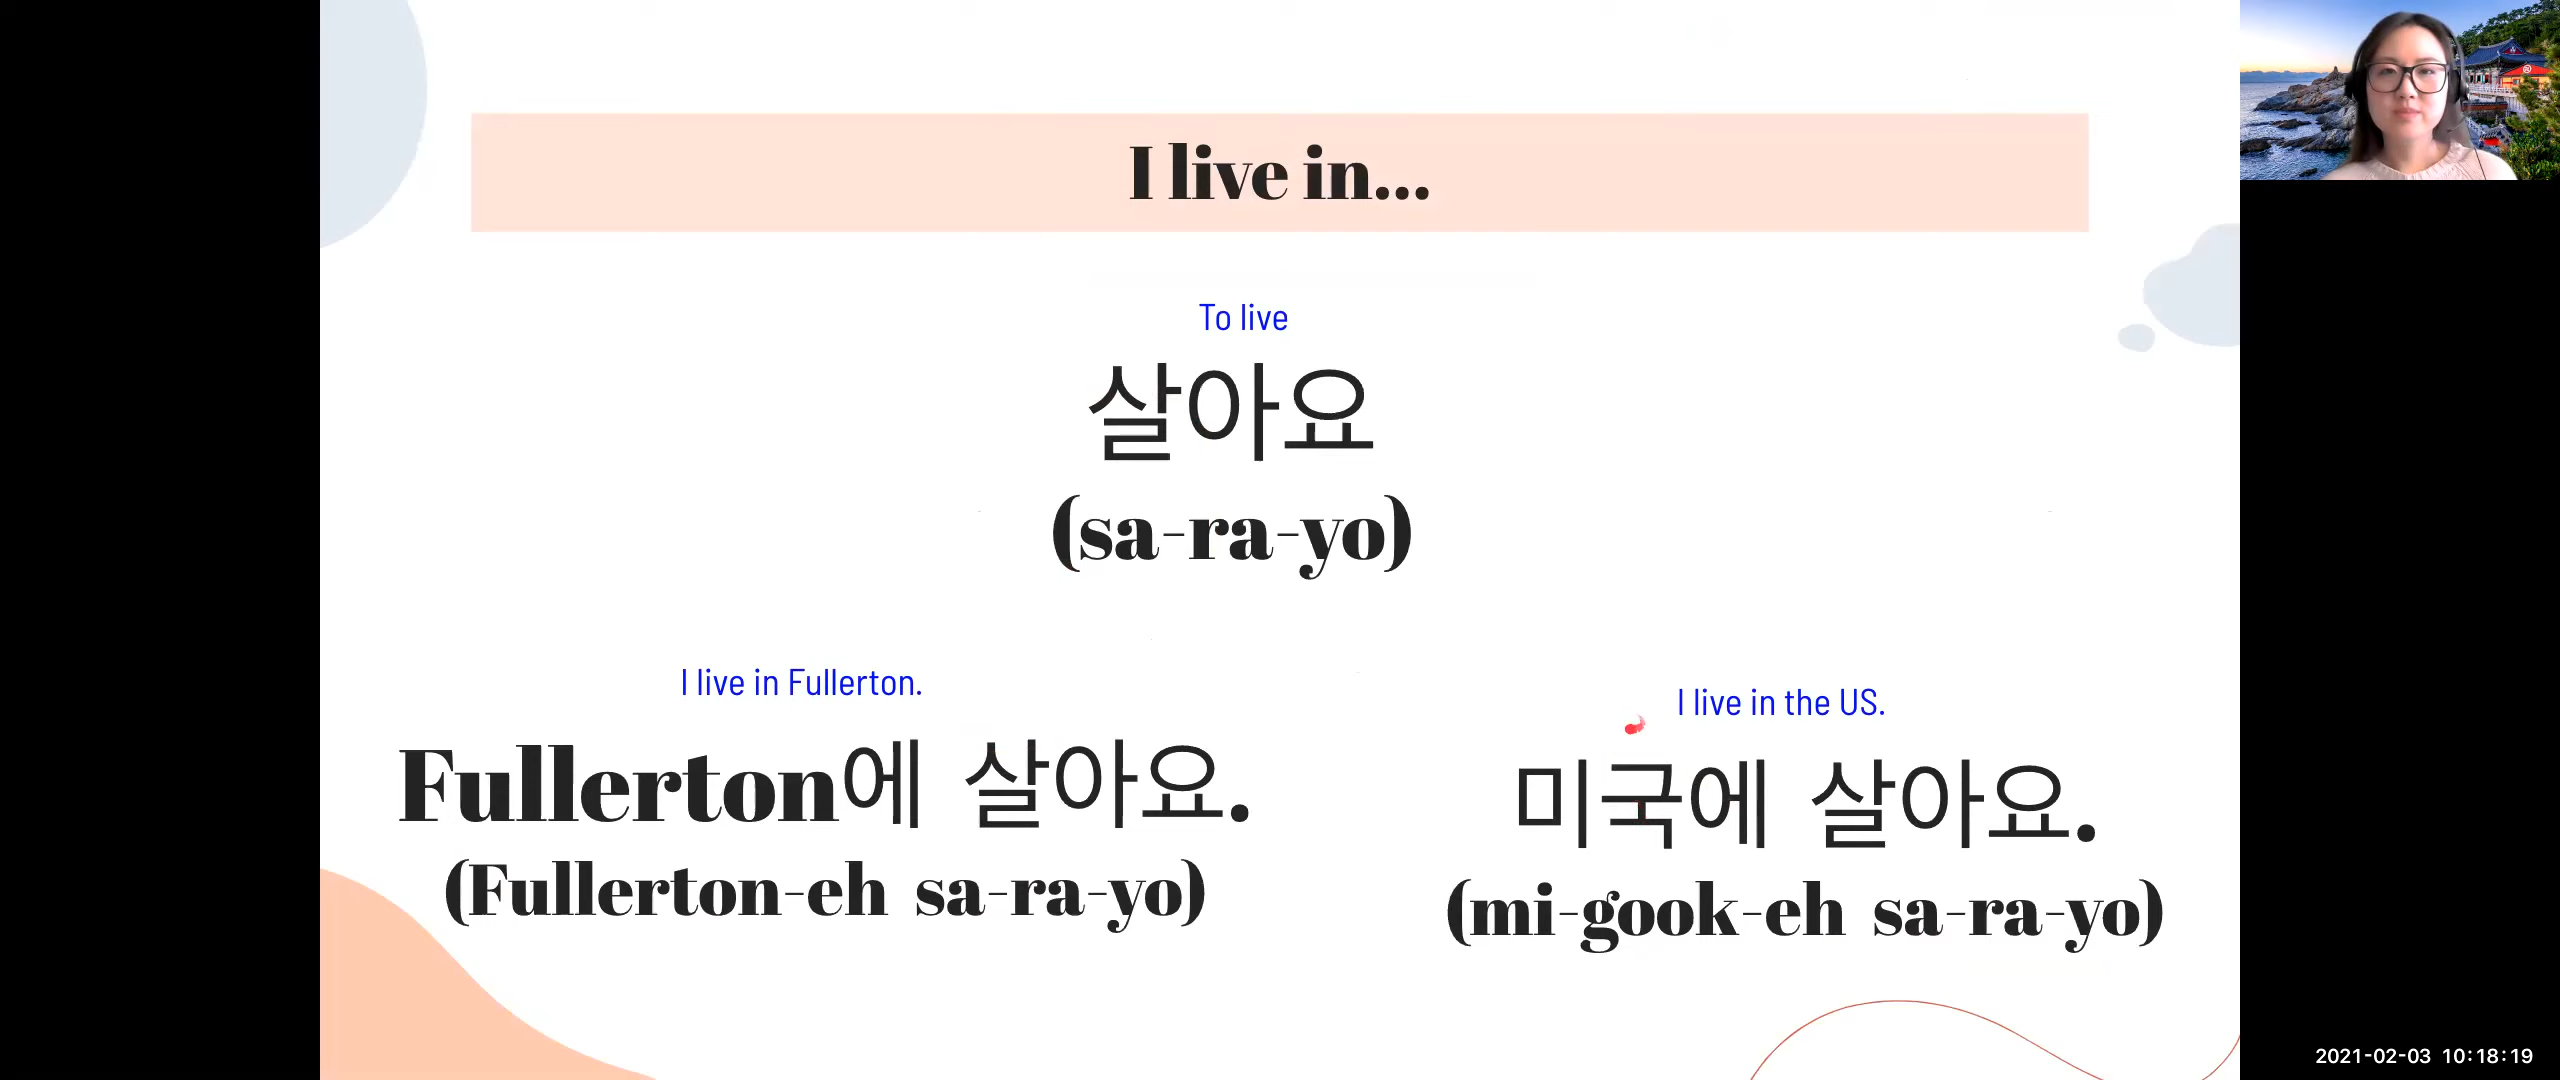 I live in...
To live
살아요
(sa-ra-yo)
I live in Fullerton.
Fullerton에 살아요.
(Fullerton-eh sa-ra-yo)
I live in the US.
미국에 살아요.
(mi-gook-eh sa-ra-yo)
2021-02-03 10:18:19